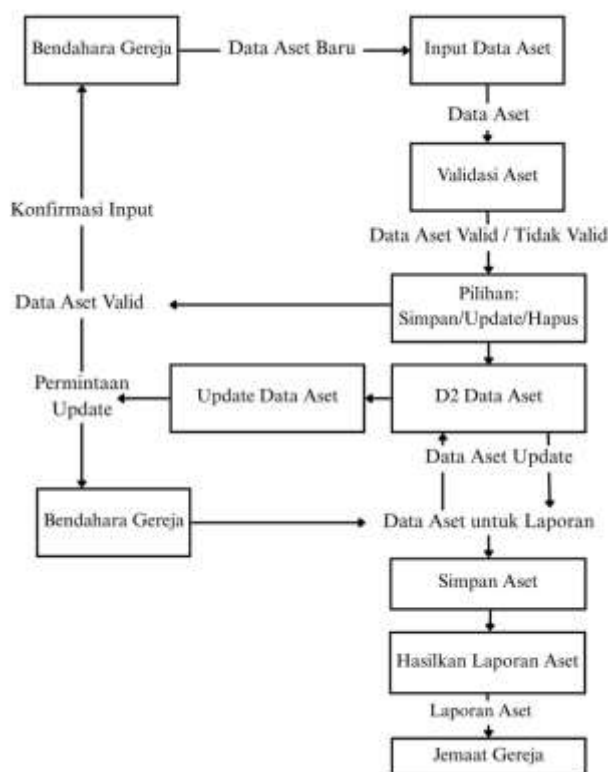 Bendahara Gereja
Data Aset Baru
Input Data Aset
Data Aset
Validasi Aset
Konfirmasi Input
Data Aset Valid / Tidak Valid
Pilihan:
Simpan/Update/Hapus
Data Aset Valid
Permintaan
Update
Update Data Aset
D2 Data Aset
Data Aset Update
Bendahara Gereja
Data Aset untuk Laporan
Simpan Aset
Hasilkan Laporan Aset
Laporan Aset
Jemaat Gereja